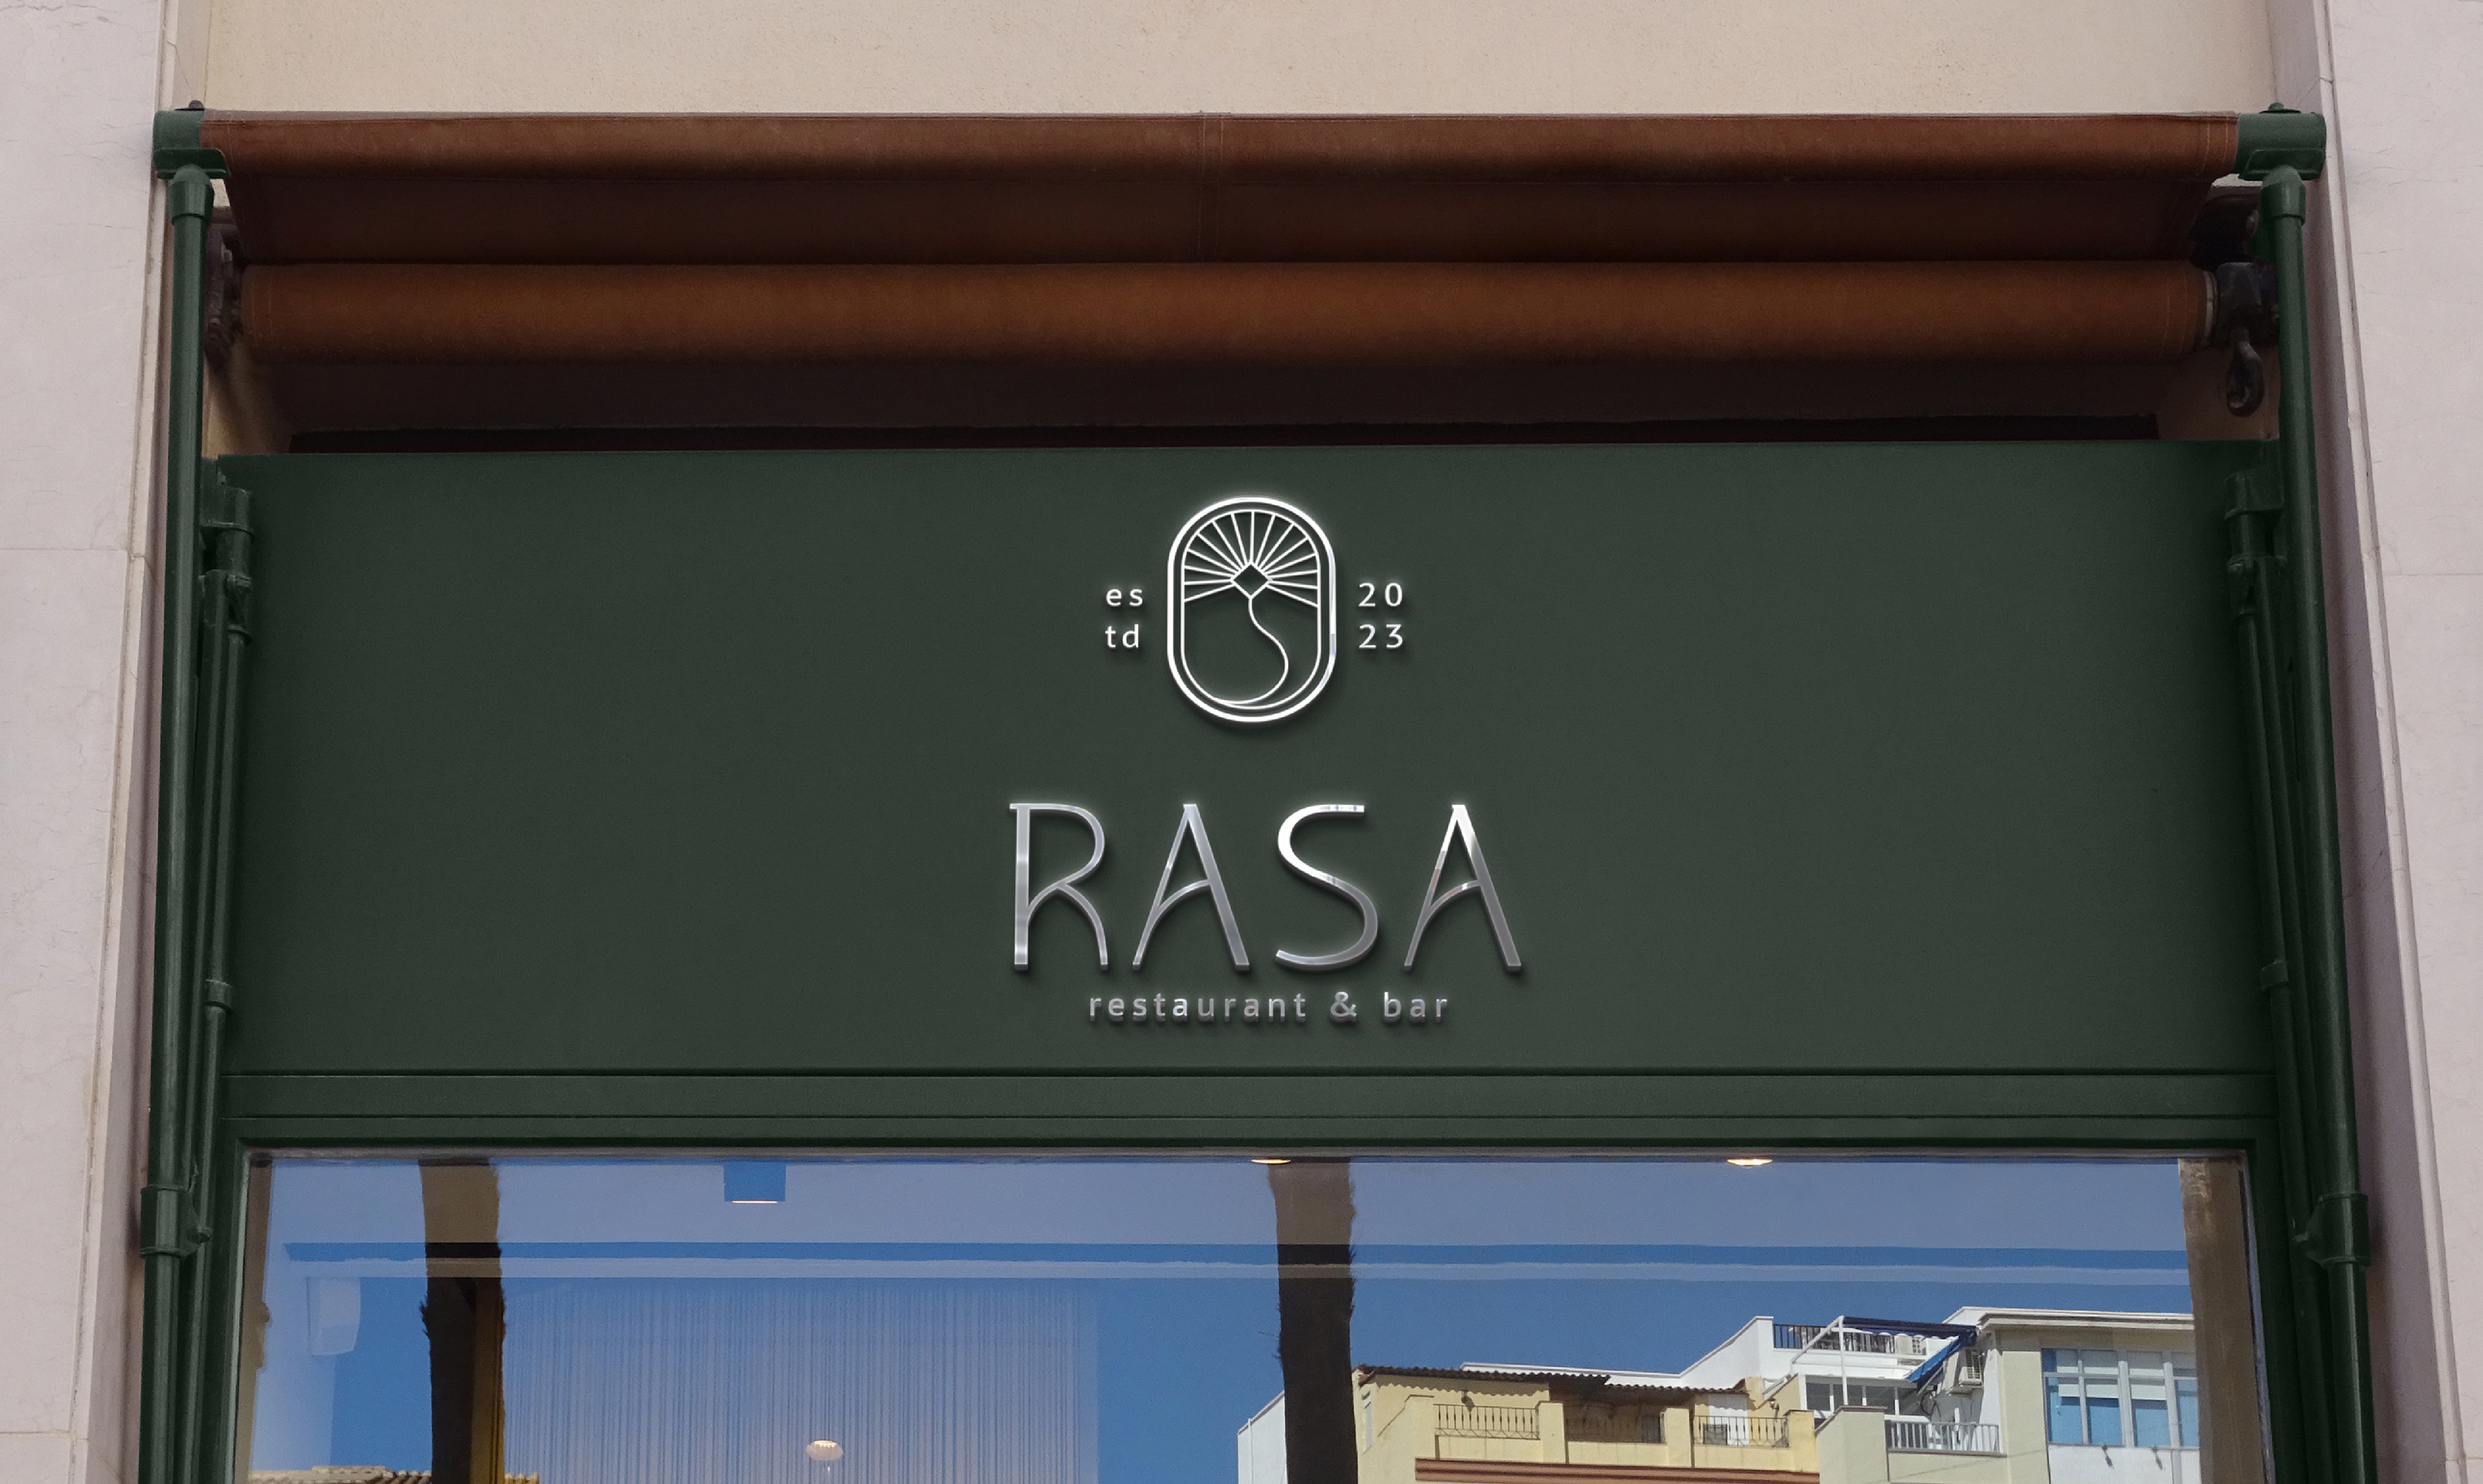 es 20
td 23
RASA
restaurant & bar